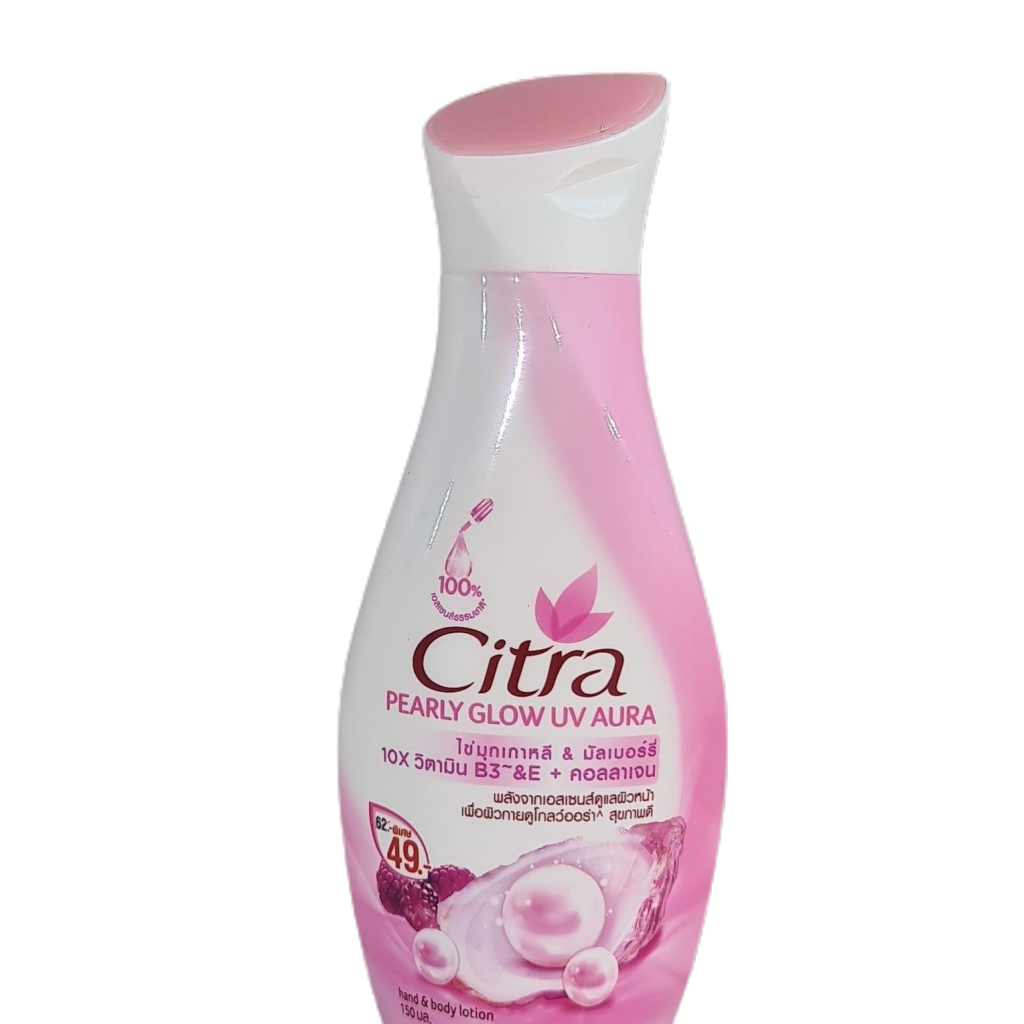 100%
เอสเซนส์ธรรมชาติ*
Citra
PEARLY GLOW UV AURA
ไข่มุกเกาหลี & มัลเบอร์รี่
10X วิตามิน B3~&E + คอลลาเจน
พลังจากเอสเซนส์ดูแลผิวหน้า
เพื่อผิวกายดูโกลว์ออร่า^ สุขภาพดี
62.-พิเศษ
49.-
hand & body lotion
150 มล.